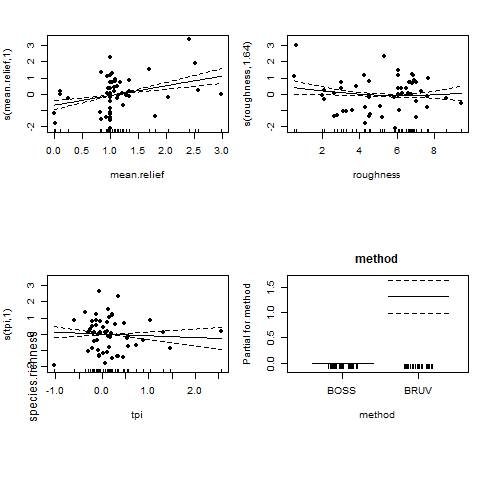 s(mean.relief,1)
-2 0 1 2 3
0.0 0.5 1.0 1.5 2.0 2.5 3.0
mean.relief
s(roughness,1.64)
-2 0 1 2 3
2 4 6 8
roughness
s(tpi,1)
-2 0 1 2 3
-1.0 0.0 1.0 2.0
tpi
species.richness
method
Partial for method
0.0 0.5 1.0 1.5
BOSS BRUV
method